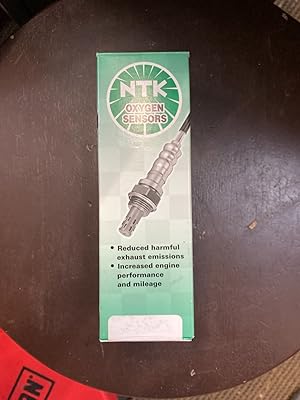 NTK
OXYGEN
SENSORS
• Reduced harmful
exhaust emissions
• Increased engine
performance
and mileage